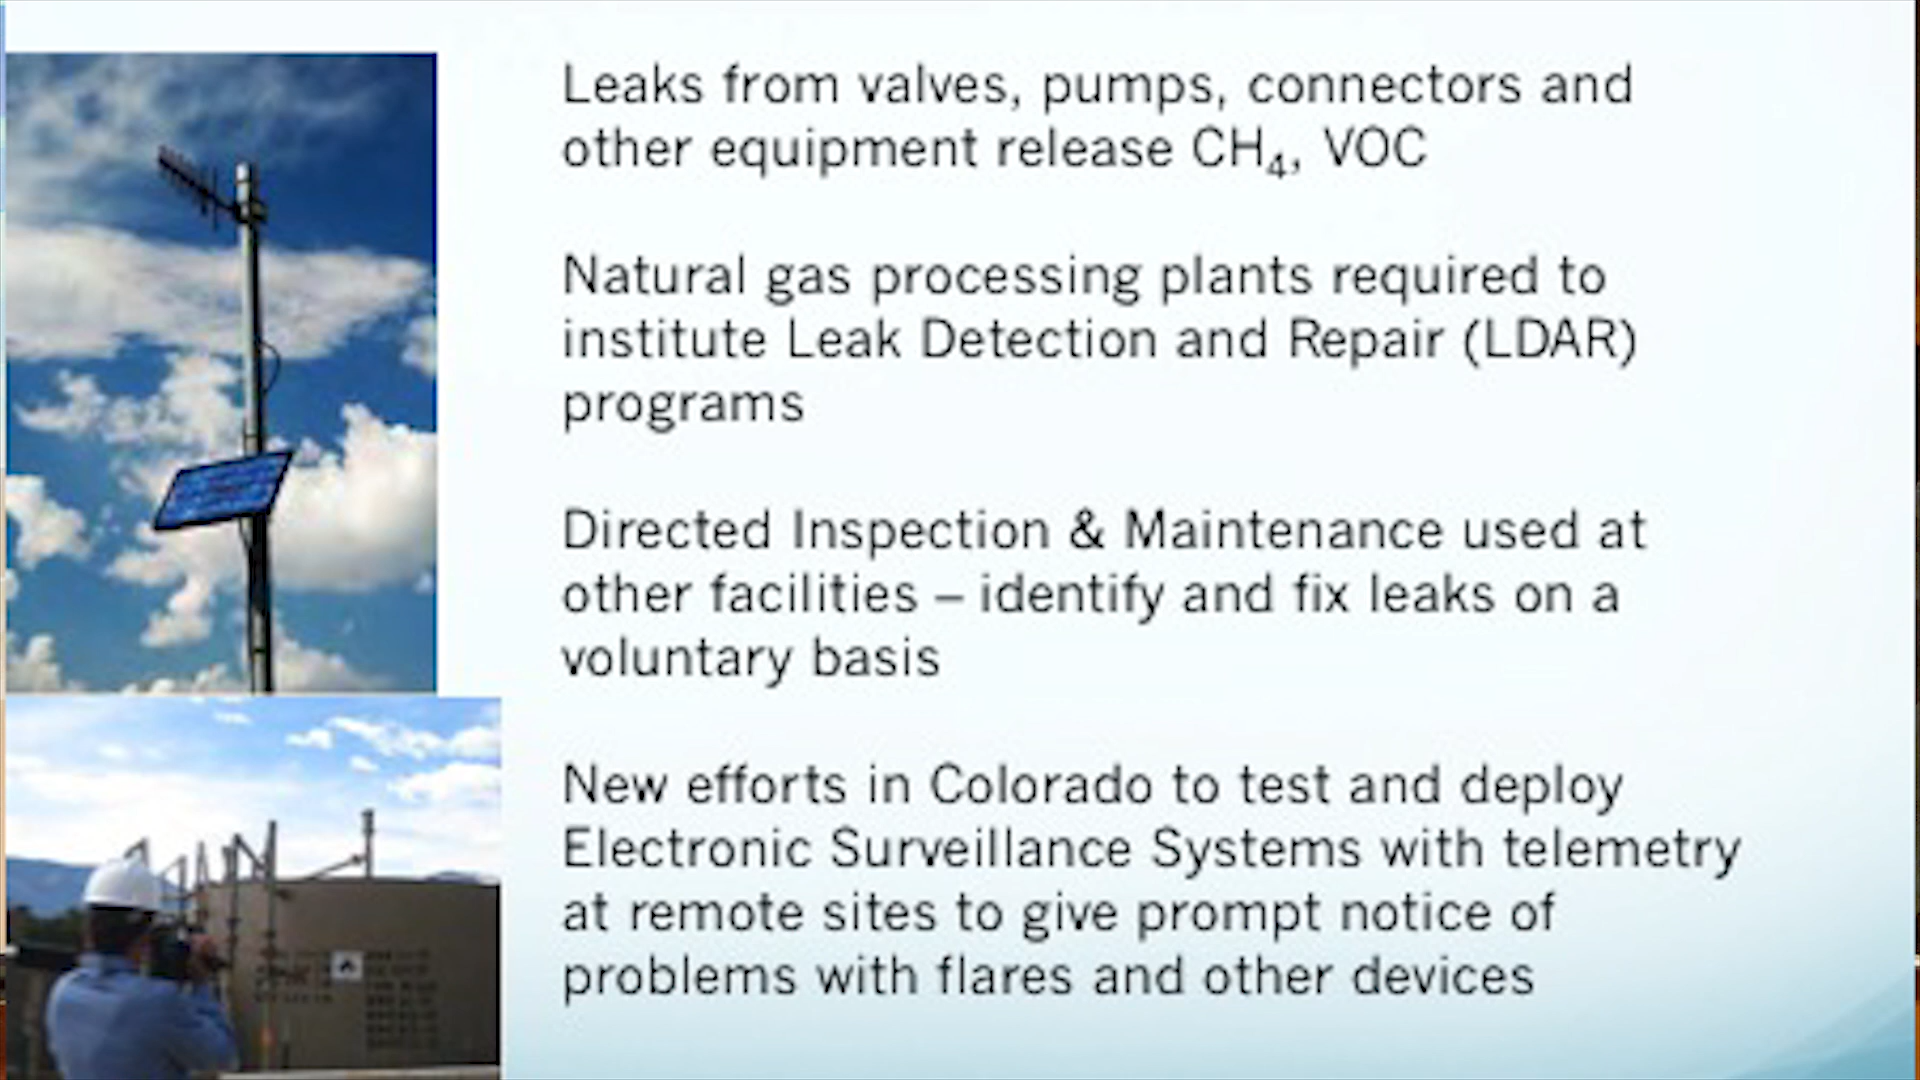 Leaks from valves, pumps, connectors and
other equipment release CH₄, VOC
Natural gas processing plants required to
institute Leak Detection and Repair (LDAR)
programs
Directed Inspection & Maintenance used at
other facilities – identify and fix leaks on a
voluntary basis
New efforts in Colorado to test and deploy
Electronic Surveillance Systems with telemetry
at remote sites to give prompt notice of
problems with flares and other devices